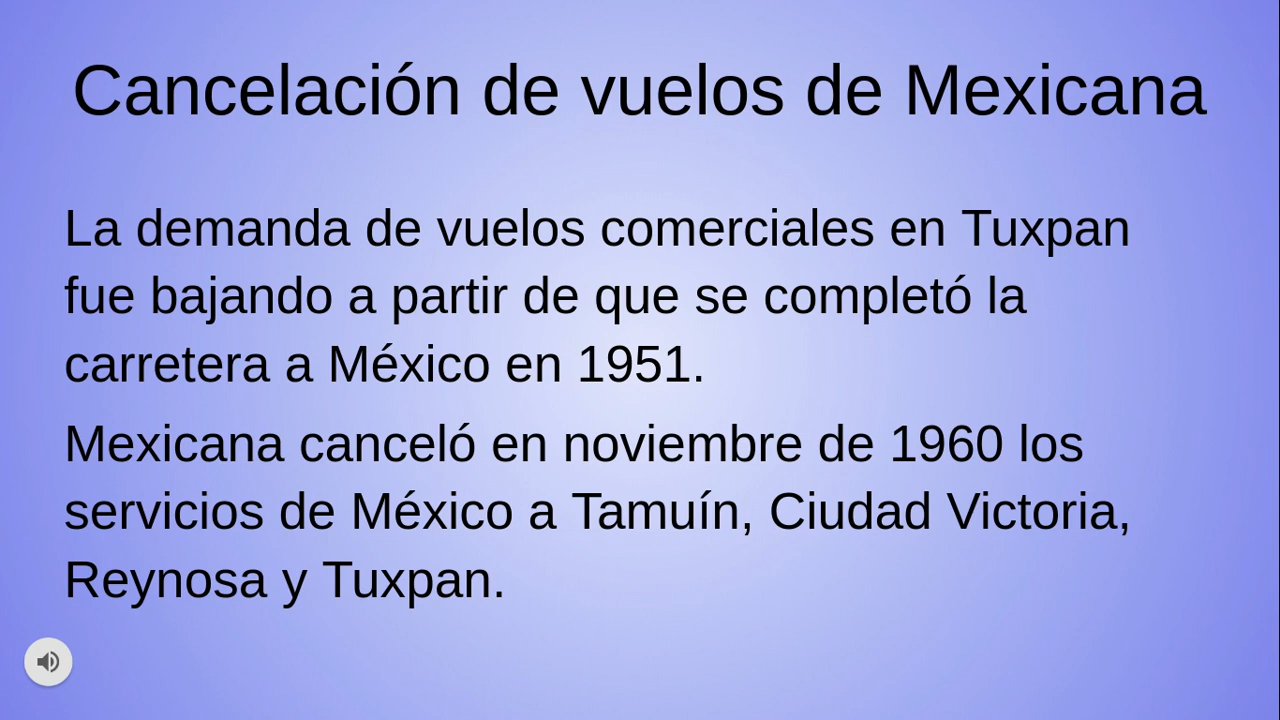 Cancelación de vuelos de Mexicana
La demanda de vuelos comerciales en Tuxpan
fue bajando a partir de que se completó la
carretera a México en 1951.
Mexicana canceló en noviembre de 1960 los
servicios de México a Tamuín, Ciudad Victoria,
Reynosa y Tuxpan.